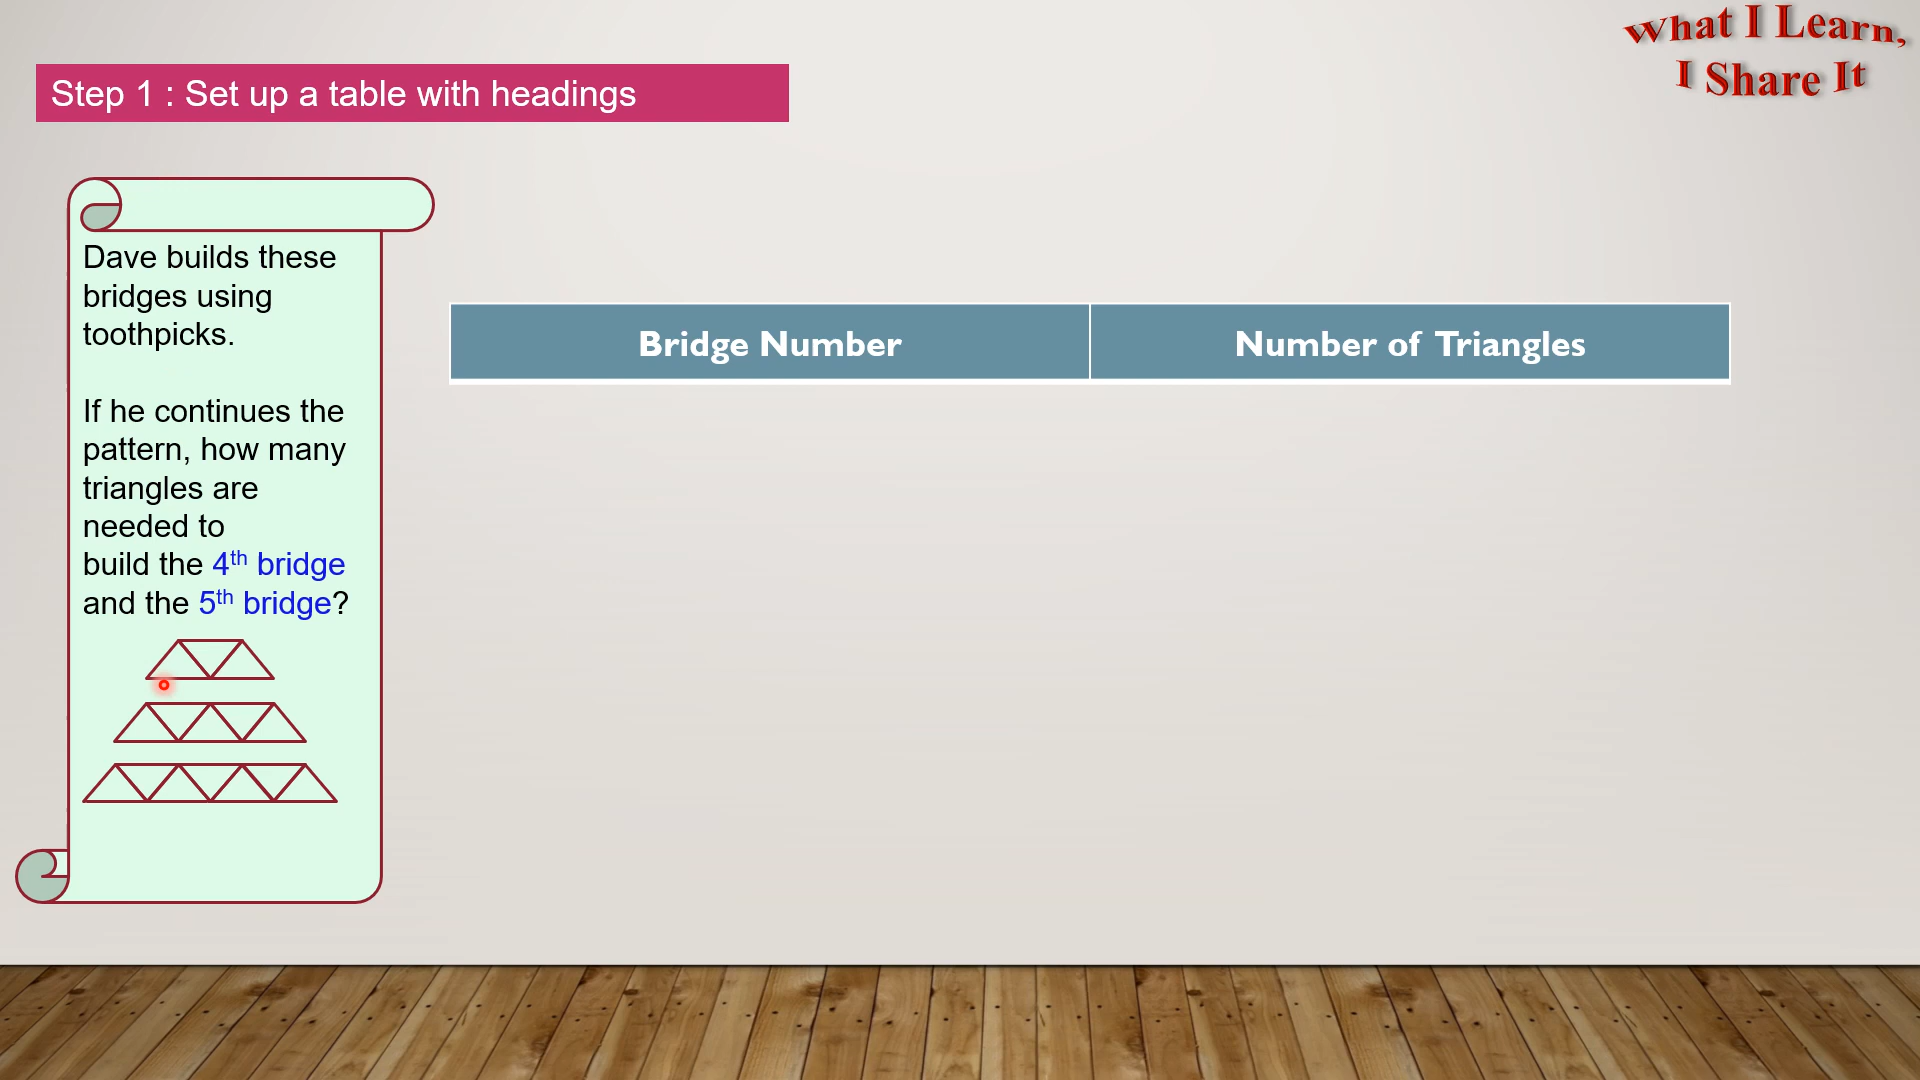 What I Learn,
I Share It
Step 1 : Set up a table with headings
Dave builds these
bridges using
toothpicks.
If he continues the
pattern, how many
triangles are
needed to
build the 4th bridge
and the 5th bridge?
Bridge Number
Number of Triangles